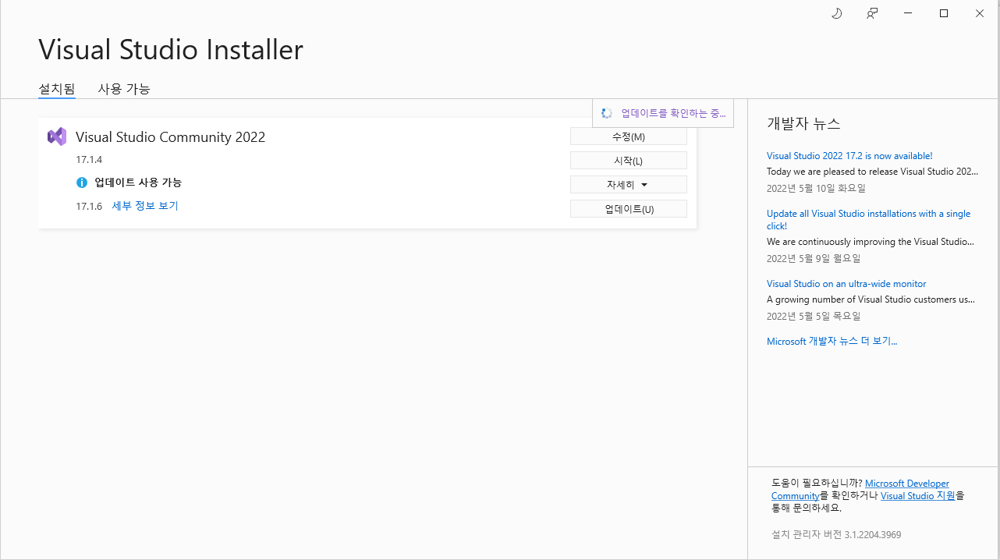 Visual Studio Installer
설치됨
사용 가능
업데이트를 확인하는 중...
Visual Studio Community 2022
17.1.4
업데이트 사용 가능
17.1.6 세부 정보 보기
수정(M)
시작(L)
자세히
업데이트(U)
개발자 뉴스
Visual Studio 2022 17.2 is now available!
Today we are pleased to release Visual Studio 202...
2022년 5월 10일 화요일
Update all Visual Studio installations with a single
click!
We are continuously improving the Visual Studio...
2022년 5월 9일 월요일
Visual Studio on an ultra-wide monitor
A growing number of Visual Studio customers us...
2022년 5월 5일 목요일
Microsoft 개발자 뉴스 더 보기...
도움이 필요하십니까? Microsoft Developer
Community를 확인하거나 Visual Studio 지원을
통해 문의하세요.
설치 관리자 버전 3.1.2204.3969